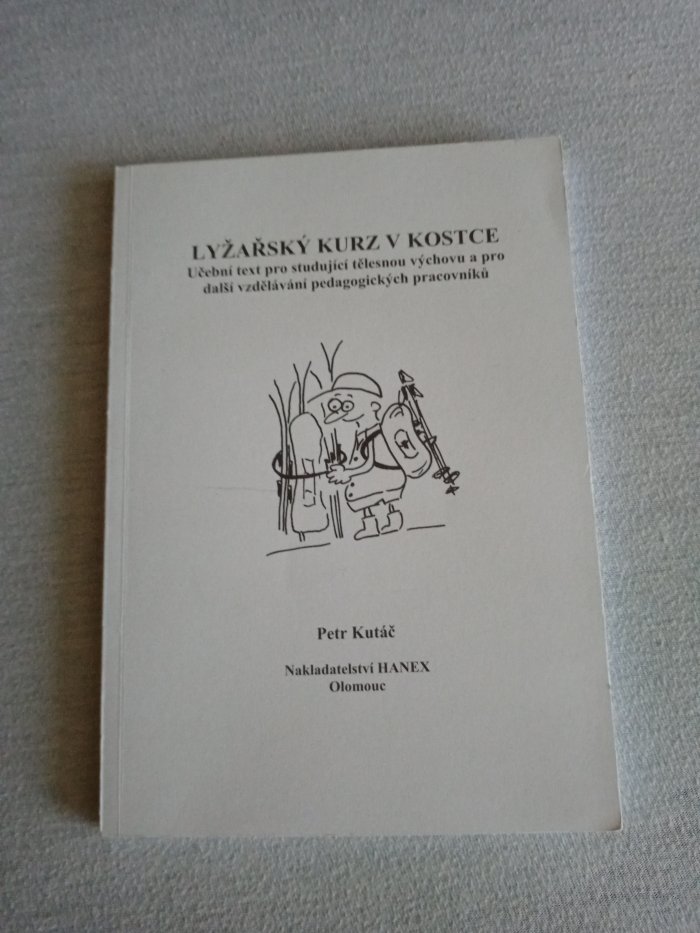 LYŽAŘSKÝ KURZ V KOSTCE
Učební text pro studující tělesnou výchovu a pro
další vzdělávání pedagogických pracovníků
Petr Kutáč
Nakladatelství HANEX
Olomouc